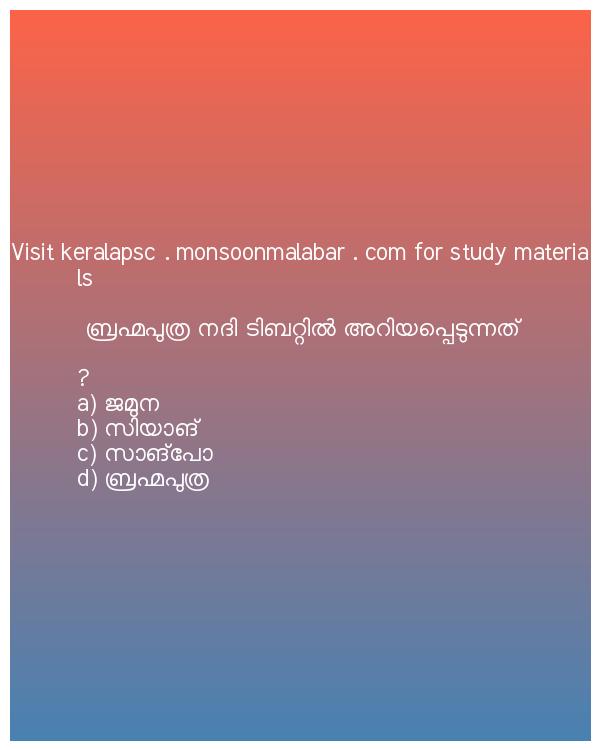 Visit keralapsc . monsoonmalabar . com for study materia
ls
ബ്രഹ്മപുത്ര നദി ടിബറ്റിൽ അറിയപ്പെടുന്നത്
?
a) ജമുന
b) സിയാങ്
c) സാങ്പോ
d) ബ്രഹ്മപുത്ര